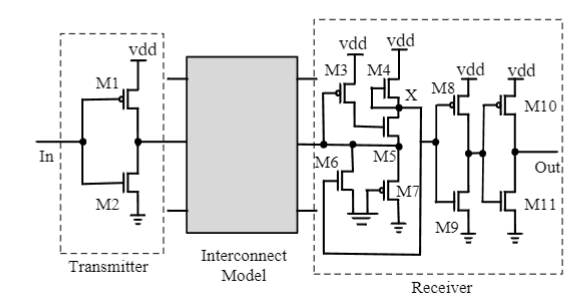 vdd
M1
In
M2
Transmitter
Interconnect
Model
vdd
vdd
M3
M4
X
M6
M5
M7
vdd
vdd
M8
M10
Out
M9
M11
Receiver